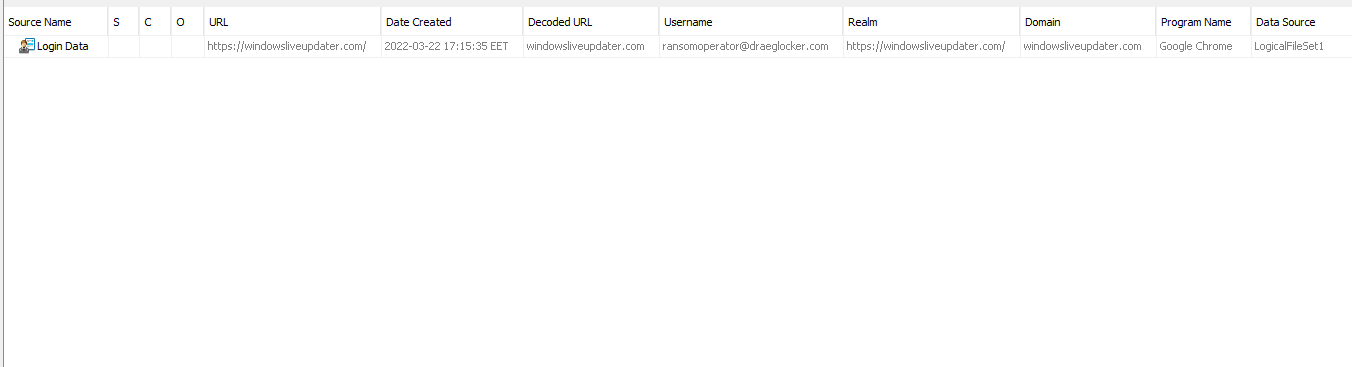 Source Name S C O URL Date Created Decoded URL Username Realm Domain Program Name Data Source
Login Data https://windowsliveupdater.com/ 2022-03-22 17:15:35 EET windowsliveupdater.com ransomoperator@draeglocker.com https://windowsliveupdater.com/ windowsliveupdater.com Google Chrome LogicalFileSet1